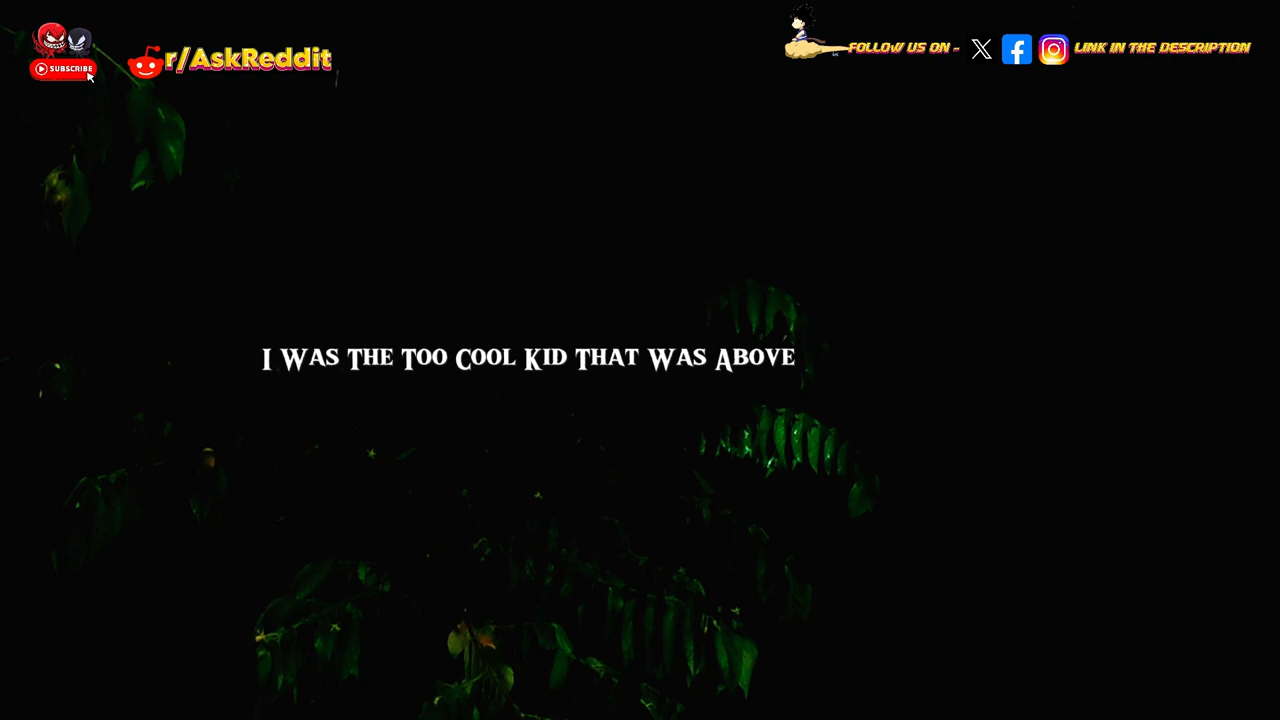 SUBSCRIBE
r/AskReddit
FOLLOW US ON -
LINK IN THE DESCRIPTION
I Was The Too Cool Kid That Was Above